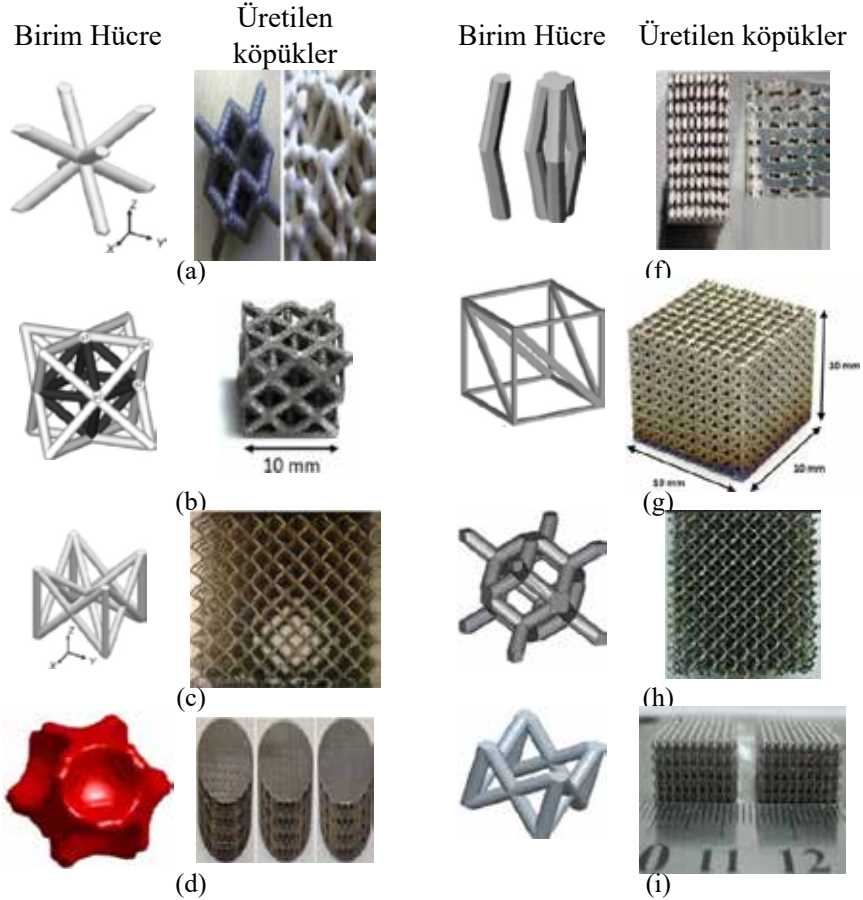 Birim Hücre
Üretilen
köpükler
Birim Hücre
Üretilen köpükler
Z
X
Y
(a)
(f)
10 mm
(b)
10 mm
10 mm
10 mm
(g)
Z
X
Y
(c)
(h)
(d)
0 11 12
(i)